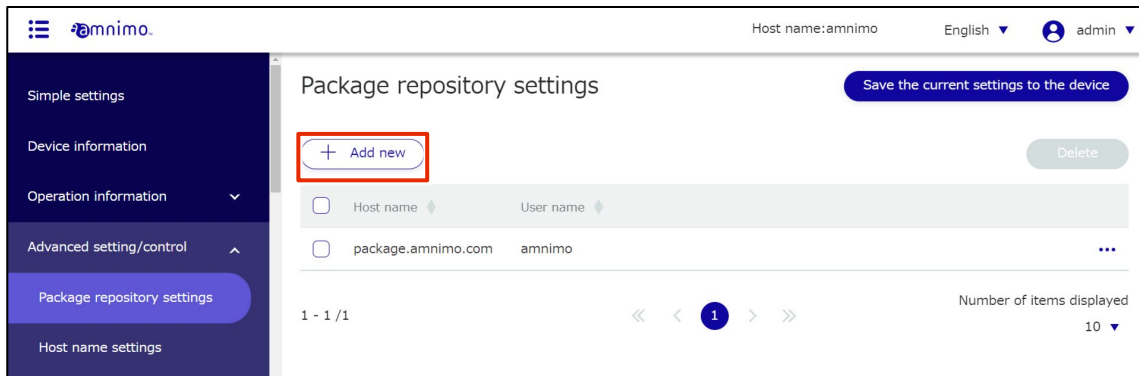 amnimo
Host name:amnimo
English
admin
Simple settings
Device information
Operation information
Advanced setting/control
Package repository settings
Host name settings
Package repository settings
Save the current settings to the device
Add new
Delete
Host name
User name
package.amnimo.com
amnimo
1 - 1 /1
1
Number of items displayed
10